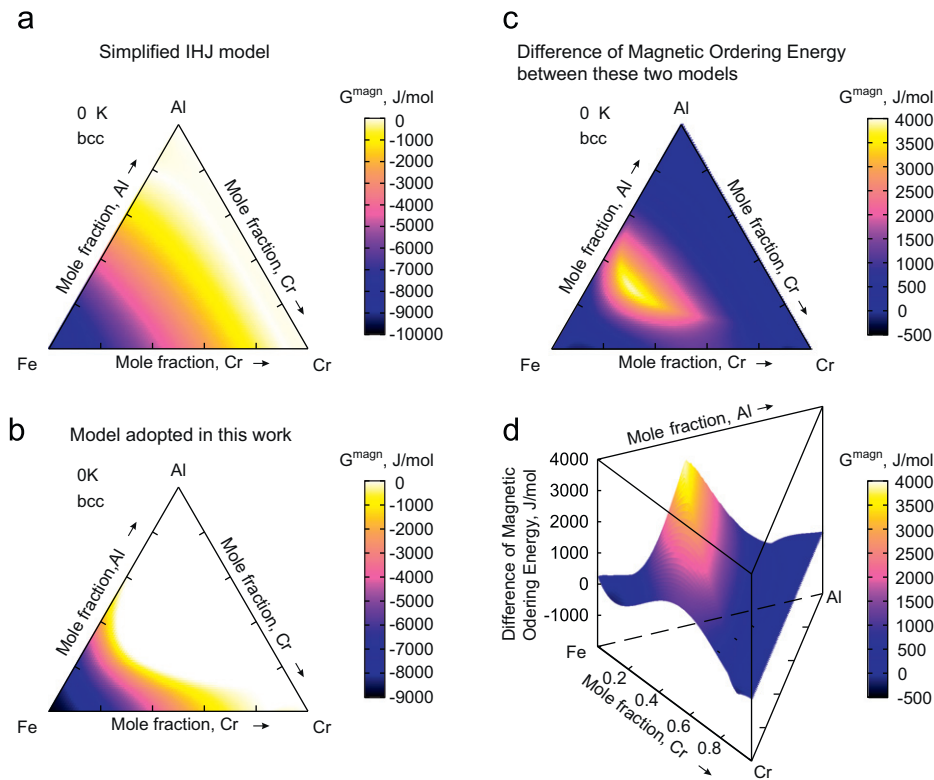 a
Simplified IHJ model
0 K
bcc
Al
Mole fraction, Al →
Mole fraction, Cr →
Fe
Mole fraction, Cr →
Cr
G^magn, J/mol
0
-1000
-2000
-3000
-4000
-5000
-6000
-7000
-8000
-9000
-10000
c
Difference of Magnetic Ordering Energy
between these two models
0 K
bcc
Al
Mole fraction, Al →
Mole fraction, Cr →
Fe
Mole fraction, Cr →
Cr
G^magn, J/mol
4000
3500
3000
2500
2000
1500
1000
500
0
-500
b
Model adopted in this work
0K
bcc
Al
Mole fraction,Al →
Mole fraction, Cr →
Fe
Mole fraction, Cr →
Cr
G^magn, J/mol
0
-1000
-2000
-3000
-4000
-5000
-6000
-7000
-8000
-9000
d
Mole fraction, Al →
Difference of Magnetic
Odering Energy, J/mol
4000
3000
2000
1000
0
-1000
Fe
0.2
0.4
0.6
0.8
Mole fraction, Cr →
Cr
Al
G^magn, J/mol
4000
3500
3000
2500
2000
1500
1000
500
0
-500